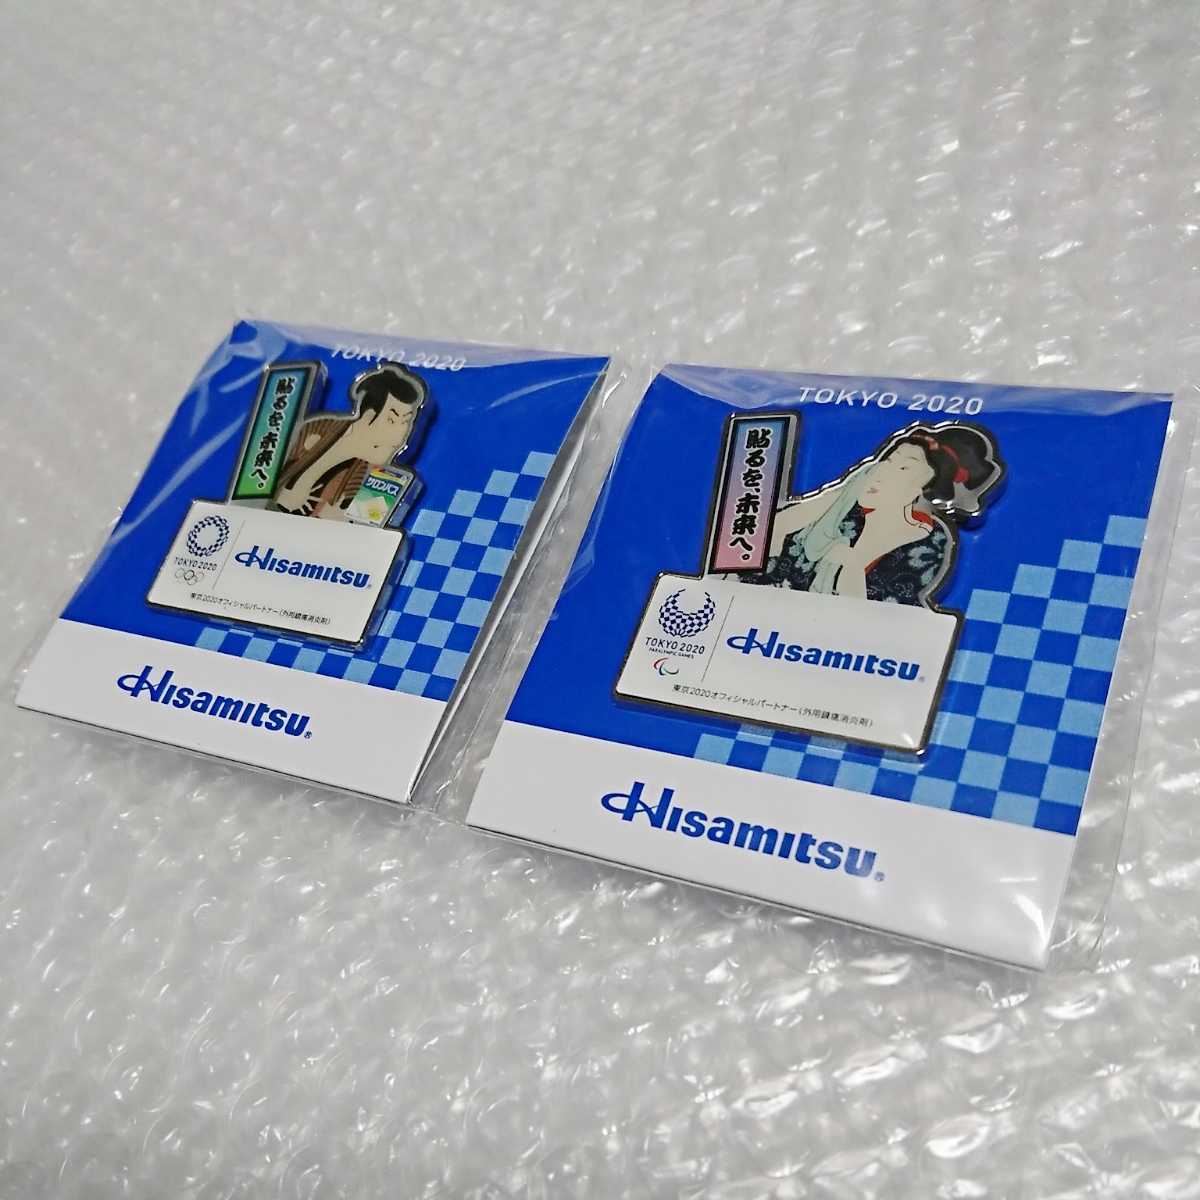 TOKYO 2020
貼るを、未来へ。
サロンパス
TOKYO 2020
Hisamitsu®
東京2020オフィシャルパートナー(外用鎮痛消炎剤)
Hisamitsu®
TOKYO 2020
貼るを、未来へ。
TOKYO 2020
PARALYMPIC GAMES
Hisamitsu®
東京2020オフィシャルパートナー(外用鎮痛消炎剤)
Hisamitsu®